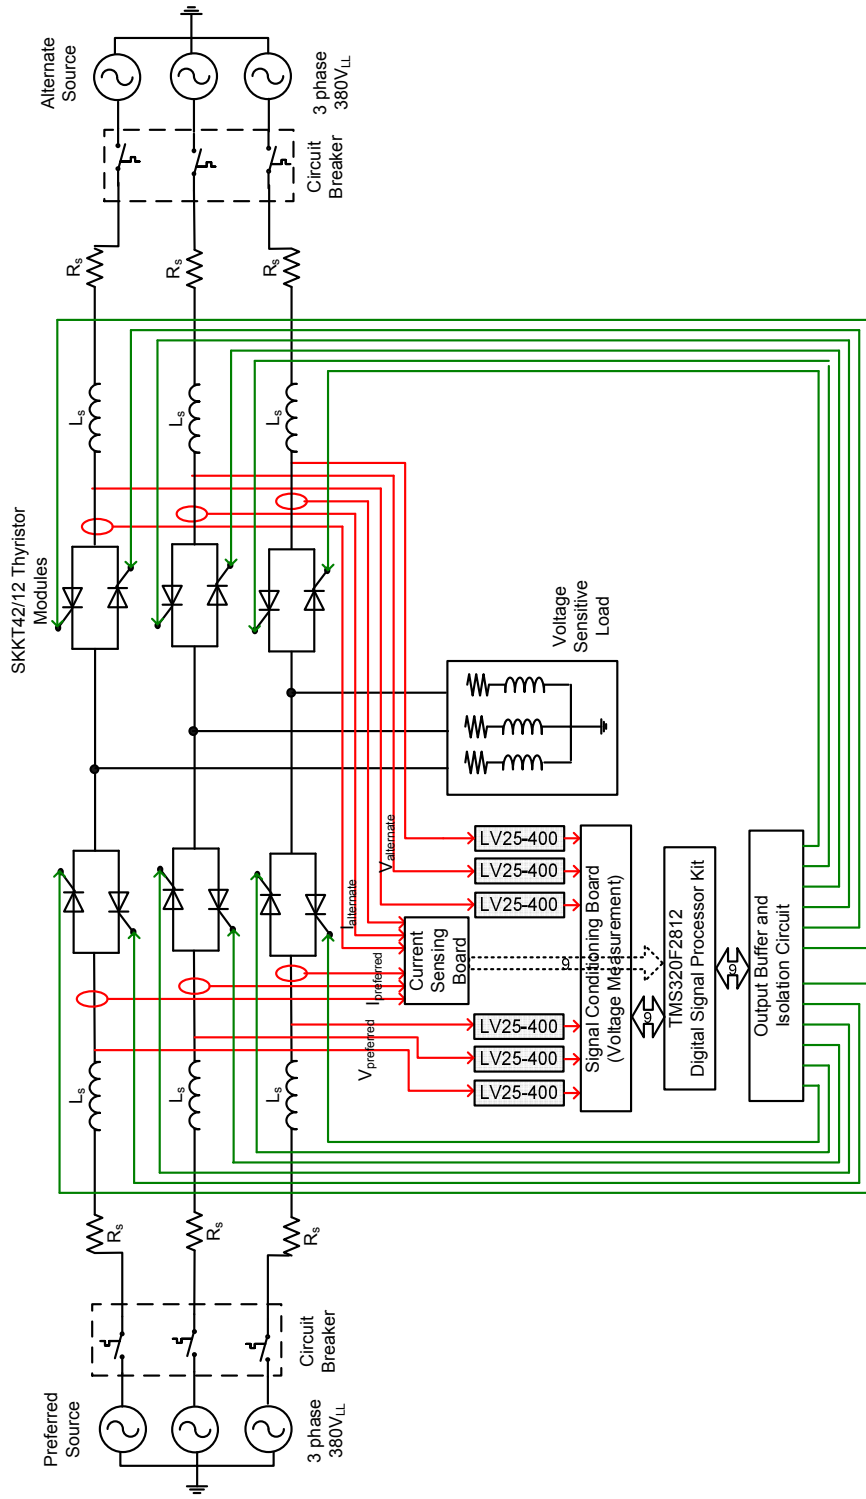 Preferred
Source
3 phase
380VLL
Circuit
Breaker
Rs
Rs
Rs
Ls
Ls
Ls
SKKT42/12 Thyristor
Modules
Ls
Ls
Ls
Rs
Rs
Rs
Circuit
Breaker
Alternate
Source
3 phase
380VLL
Vpreferred
Ipreferred
Ialternate
Valternate
Voltage
Sensitive
Load
LV25-400
LV25-400
LV25-400
Current
Sensing
Board
LV25-400
LV25-400
LV25-400
Signal Conditioning Board
(Voltage Measurement)
6
6
TMS320F2812
Digital Signal Processor Kit
6
Output Buffer and
Isolation Circuit